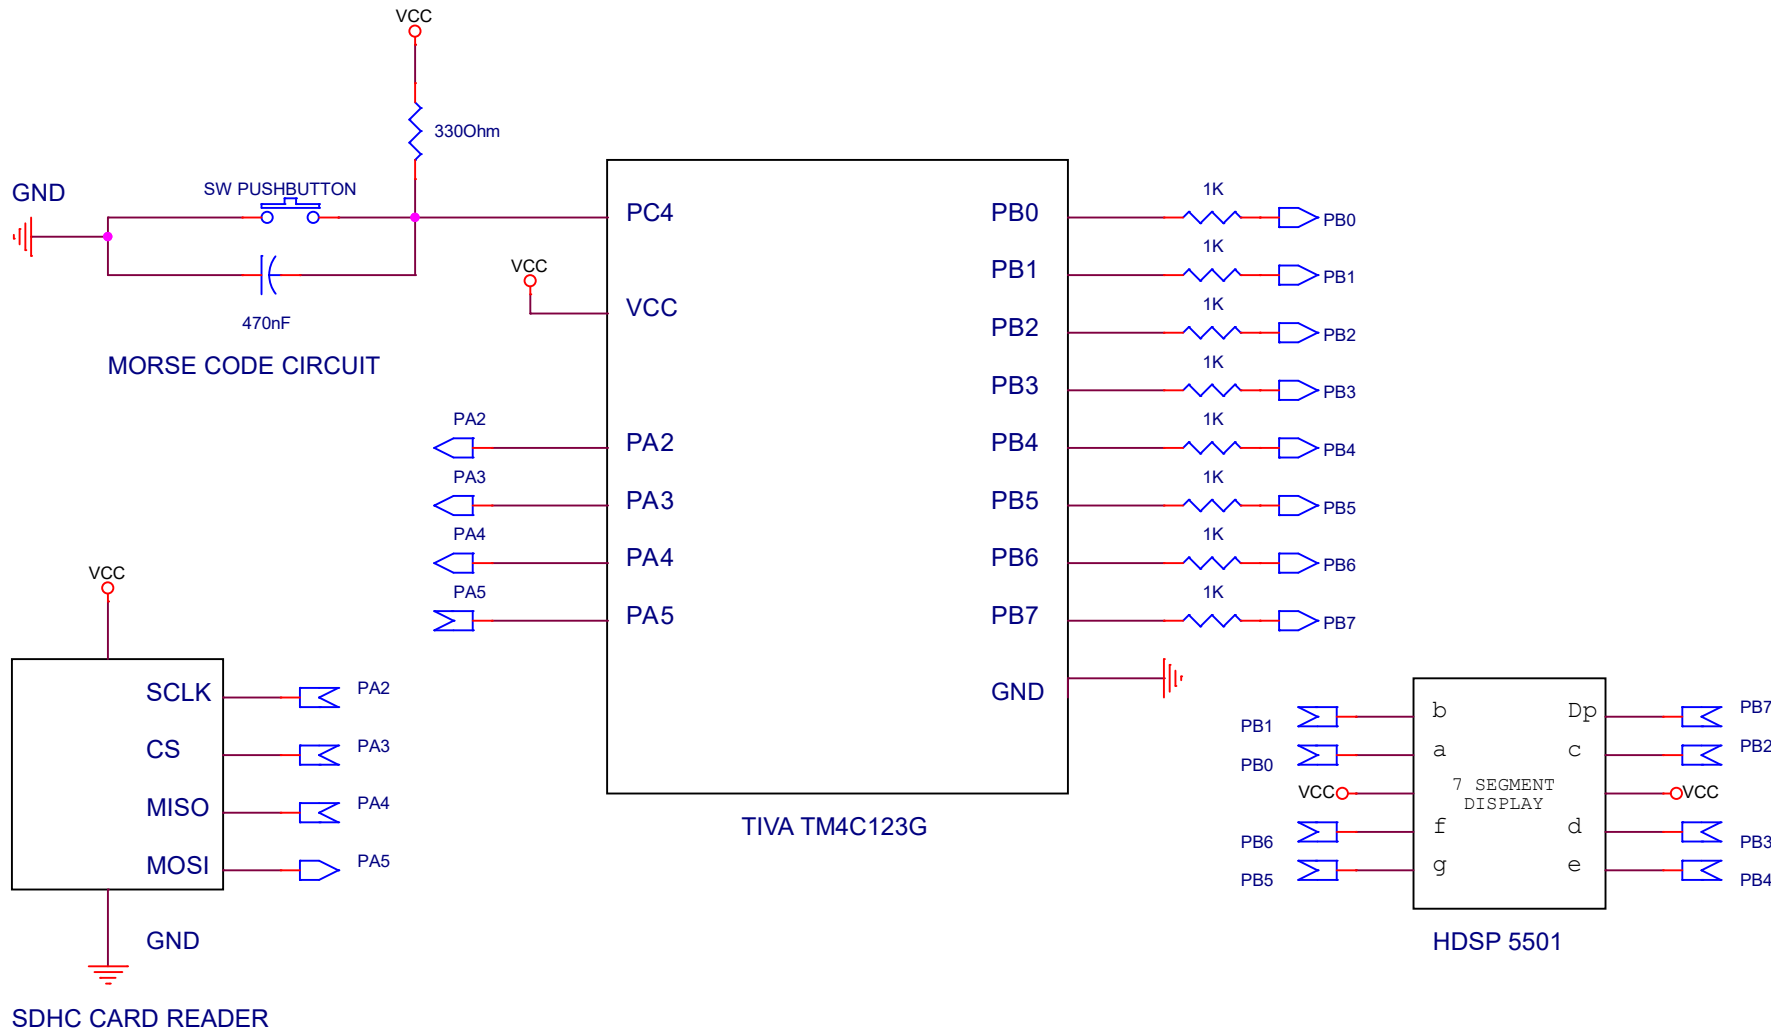 VCC
330Ohm
GND
SW PUSHBUTTON
470nF
MORSE CODE CIRCUIT
VCC
PC4
VCC
PA2
PA2
PA3
PA3
PA4
PA4
PA5
PA5
PB0
1K
PB0
PB1
1K
PB1
PB2
1K
PB2
PB3
1K
PB3
PB4
1K
PB4
PB5
1K
PB5
PB6
1K
PB6
PB7
1K
PB7
GND
TIVA TM4C123G
VCC
SCLK
PA2
CS
PA3
MISO
PA4
MOSI
PA5
GND
SDHC CARD READER
PB1
b
Dp
PB7
PB0
a
c
PB2
VCC
7 SEGMENT
DISPLAY
VCC
PB6
f
d
PB3
PB5
g
e
PB4
HDSP 5501